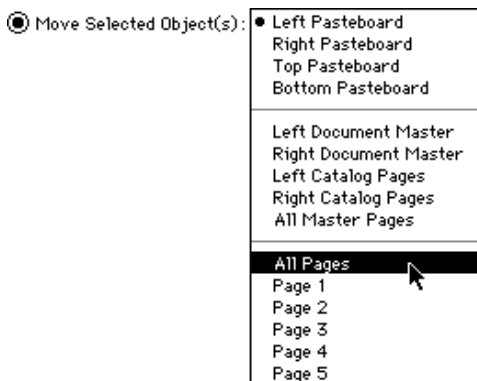 Move Selected Object(s): Left Pasteboard
Right Pasteboard
Top Pasteboard
Bottom Pasteboard
Left Document Master
Right Document Master
Left Catalog Pages
Right Catalog Pages
All Master Pages
All Pages
Page 1
Page 2
Page 3
Page 4
Page 5